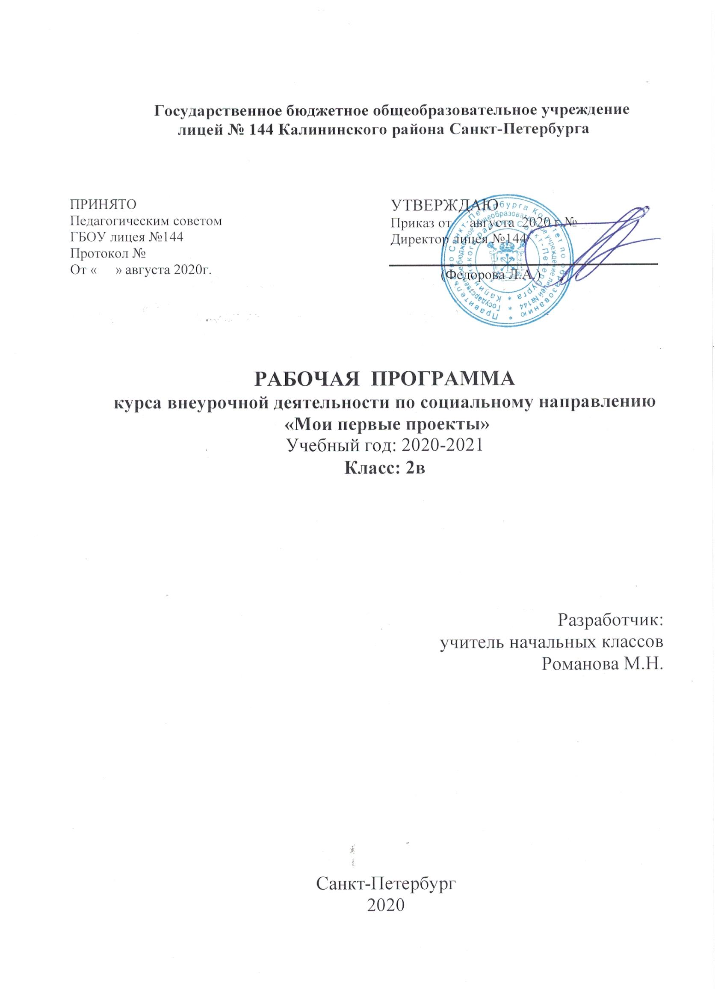 Государственное бюджетное общеобразовательное учреждение
лицей № 144 Калининского района Санкт-Петербурга
ПРИНЯТО
Педагогическим советом
ГБОУ лицея №144
Протокол №
От «     » августа 2020г.
УТВЕРЖДАЮ
Приказ от     августа  2020 г.№
Директор лицея №144
(Федорова Л.А.)
Правительство Санкт-Петербурга Комитет по образованию *
Государственное бюджетное общеобразовательное учреждение лицей №144 *
Калининского района Санкт-Петербурга *
РАБОЧАЯ  ПРОГРАММА
курса внеурочной деятельности по социальному направлению
«Мои первые проекты»
Учебный год: 2020-2021
Класс: 2в
Разработчик:
учитель начальных классов
Романова М.Н.
Санкт-Петербург
2020